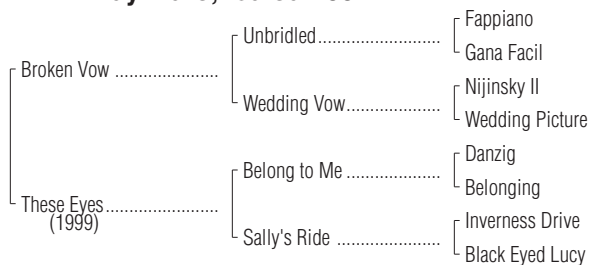 Fappiano
Unbridled
Gana Facil
Broken Vow
Nijinsky II
Wedding Vow
Wedding Picture
Danzig
Belong to Me
Belonging
These Eyes
(1999)
Inverness Drive
Sally's Ride
Black Eyed Lucy